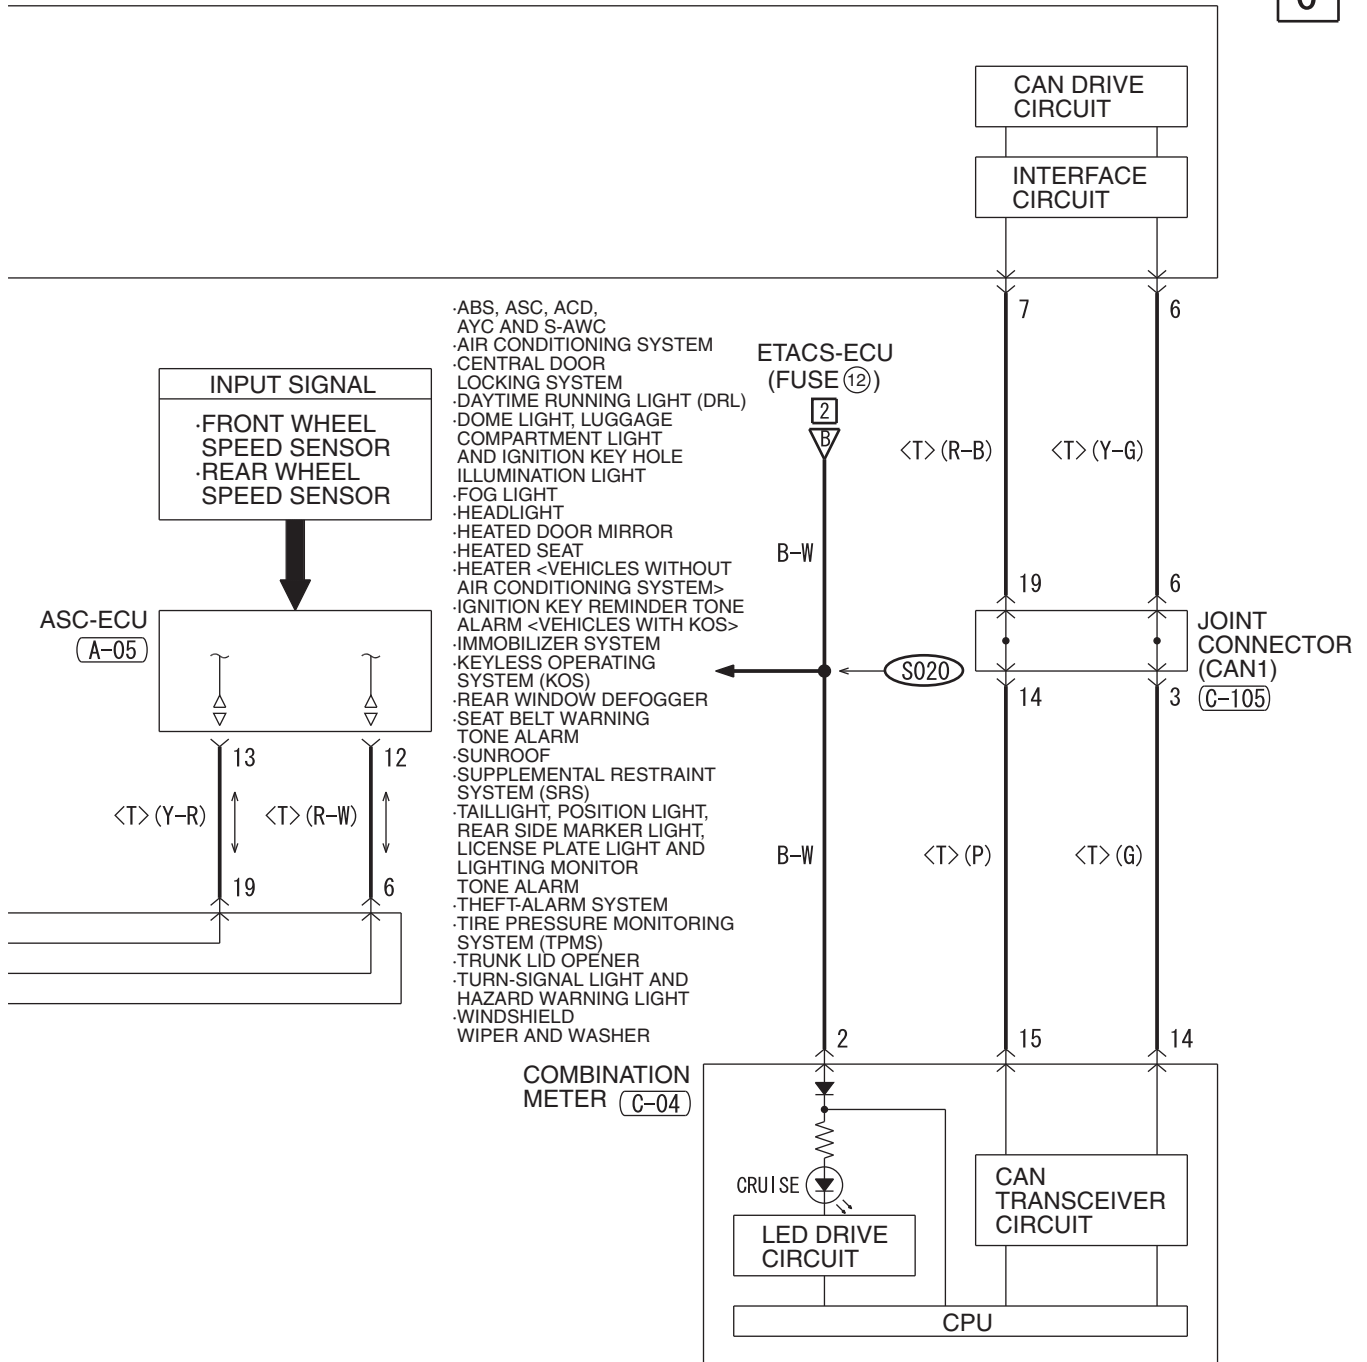 CAN DRIVE
CIRCUIT
INTERFACE
CIRCUIT
7
6
INPUT SIGNAL
·FRONT WHEEL
SPEED SENSOR
·REAR WHEEL
SPEED SENSOR
ASC-ECU
A-05
13
12
<T>(Y-R)
<T>(R-W)
19
6
·ABS, ASC, ACD,
AYC AND S-AWC
·AIR CONDITIONING SYSTEM
·CENTRAL DOOR
LOCKING SYSTEM
·DAYTIME RUNNING LIGHT (DRL)
·DOME LIGHT, LUGGAGE
COMPARTMENT LIGHT
AND IGNITION KEY HOLE
ILLUMINATION LIGHT
·FOG LIGHT
·HEADLIGHT
·HEATED DOOR MIRROR
·HEATED SEAT
·HEATER <VEHICLES WITHOUT
AIR CONDITIONING SYSTEM>
·IGNITION KEY REMINDER TONE
ALARM <VEHICLES WITH KOS>
·IMMOBILIZER SYSTEM
·KEYLESS OPERATING
SYSTEM (KOS)
·REAR WINDOW DEFOGGER
·SEAT BELT WARNING
TONE ALARM
·SUNROOF
·SUPPLEMENTAL RESTRAINT
SYSTEM (SRS)
·TAILLIGHT, POSITION LIGHT,
REAR SIDE MARKER LIGHT,
LICENSE PLATE LIGHT AND
LIGHTING MONITOR
TONE ALARM
·THEFT-ALARM SYSTEM
·TIRE PRESSURE MONITORING
SYSTEM (TPMS)
·TRUNK LID OPENER
·TURN-SIGNAL LIGHT AND
HAZARD WARNING LIGHT
·WINDSHIELD
WIPER AND WASHER
ETACS-ECU
(FUSE ⑫)
2
B
B-W
<T>(R-B)
<T>(Y-G)
19
6
S020
JOINT
CONNECTOR
(CAN1)
C-105
14
3
B-W
<T>(P)
<T>(G)
2
15
14
COMBINATION
METER
C-04
CRUISE
LED DRIVE
CIRCUIT
CAN
TRANSCEIVER
CIRCUIT
CPU